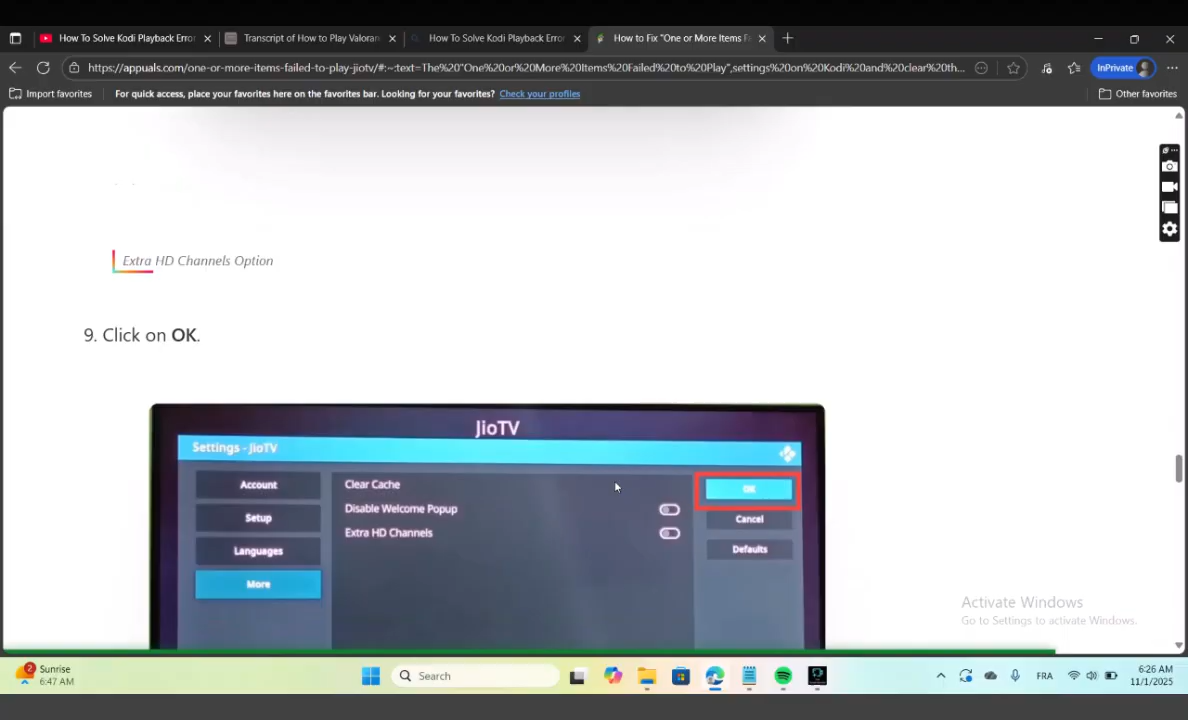 How To Solve Kodi Playback Erro
Transcript of How to Play Valoran
How To Solve Kodi Playback Erro
How to Fix "One or More Items F
https://appuals.com/one-or-more-items-failed-to-play-jiotv/#:~:text=The%20"One%20or%20More%20Items%20Failed%20to%20Play",settings%20on%20Kodi%20and%20clear%20th...
InPrivate
Import favorites
For quick access, place your favorites here on the favorites bar. Looking for your favorites? Check your profiles
Other favorites
Extra HD Channels Option
9. Click on OK.
JioTV
Settings - JioTV
Account
Clear Cache
OK
Disable Welcome Popup
Setup
Cancel
Extra HD Channels
Languages
Defaults
More
Activate Windows
Go to Settings to activate Windows.
2
Sunrise
6:47 AM
Search
FRA
6:26 AM
11/1/2025